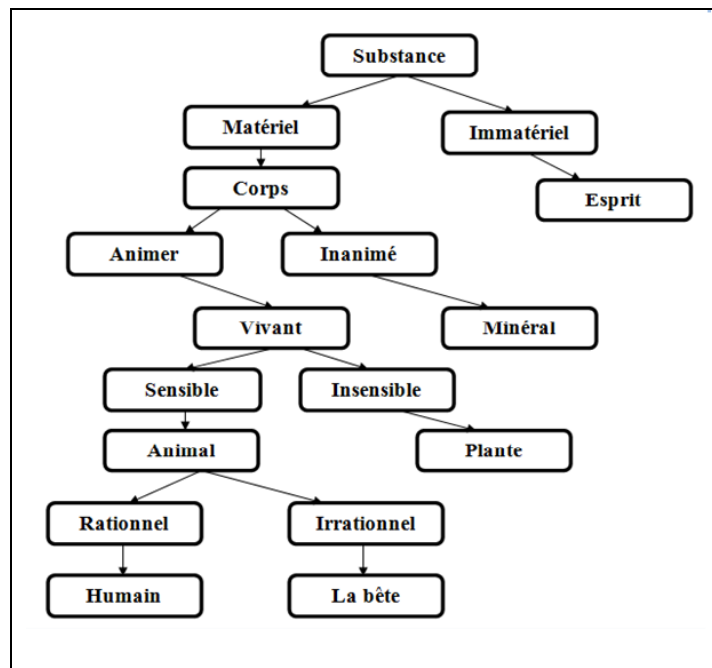 Substance
Matériel
Immatériel
Corps
Esprit
Animer
Inanimé
Vivant
Minéral
Sensible
Insensible
Animal
Plante
Rationnel
Irrationnel
Humain
La bête